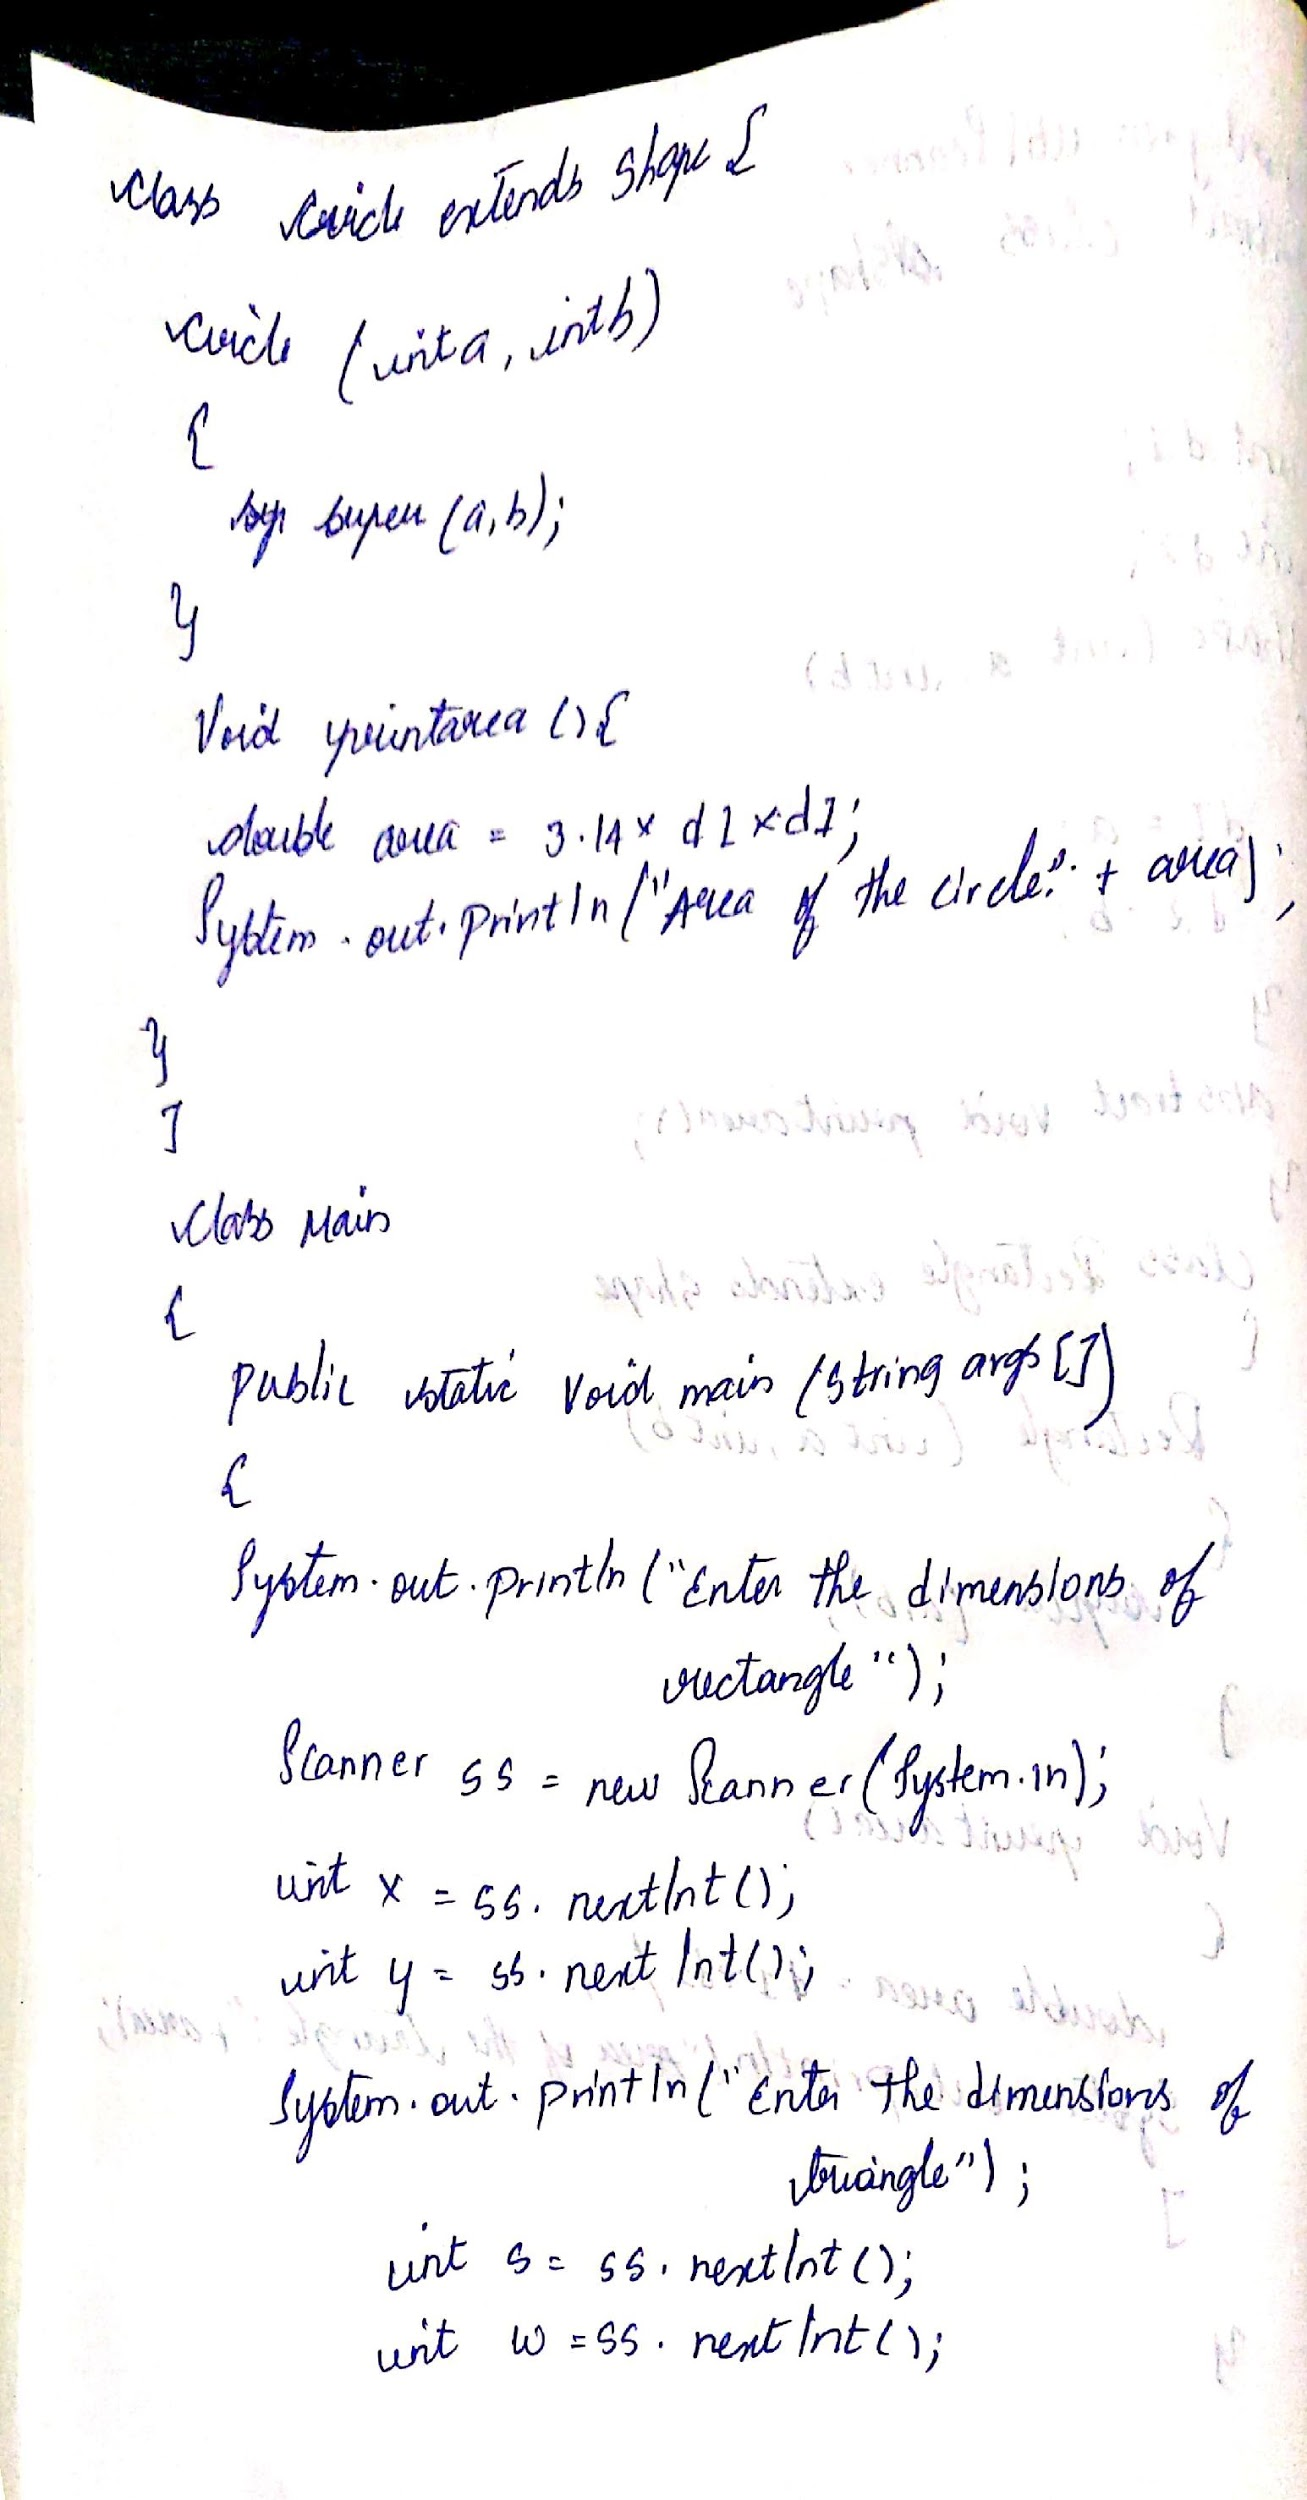 class Circle extends Shape {
Circle (int a, int b)
{
super (a,b);
}
Void printarea () {
double area = 3.14 x d1 x d1;
System.out.println ("Area of the circle:" + area);
}
}
class Main
{
public static void main (String args [])
{
System.out.println ("Enter the dimensions of
rectangle");
Scanner ss = new Scanner (System.in);
int x = ss.nextInt ();
int y = ss.nextInt ();
System.out.println ("Enter the dimensions of
triangle");
int s = ss.nextInt ();
int w = ss.nextInt ();